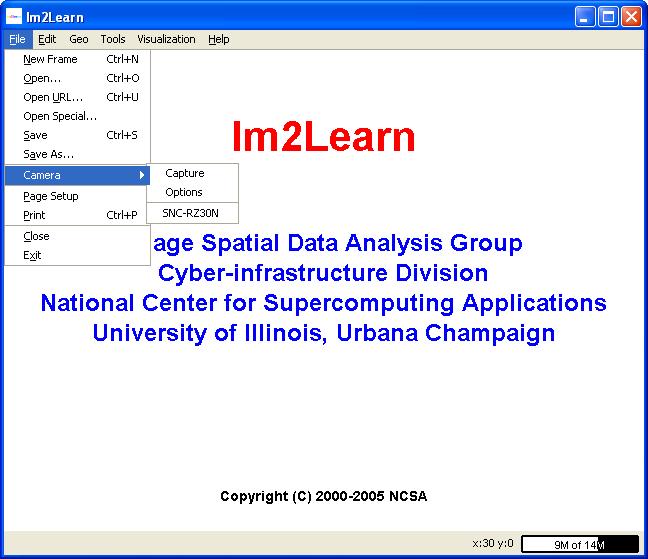 Im2Learn
File Edit Geo Tools Visualization Help
New Frame Ctrl+N
Open... Ctrl+O
Open URL... Ctrl+U
Open Special...
Save Ctrl+S
Save As...
Camera
Capture
Options
SNC-RZ30N
Page Setup
Print Ctrl+P
Close
Exit
Im2Learn
age Spatial Data Analysis Group
Cyber-infrastructure Division
National Center for Supercomputing Applications
University of Illinois, Urbana Champaign
Copyright (C) 2000-2005 NCSA
x:30 y:0 9M of 14M